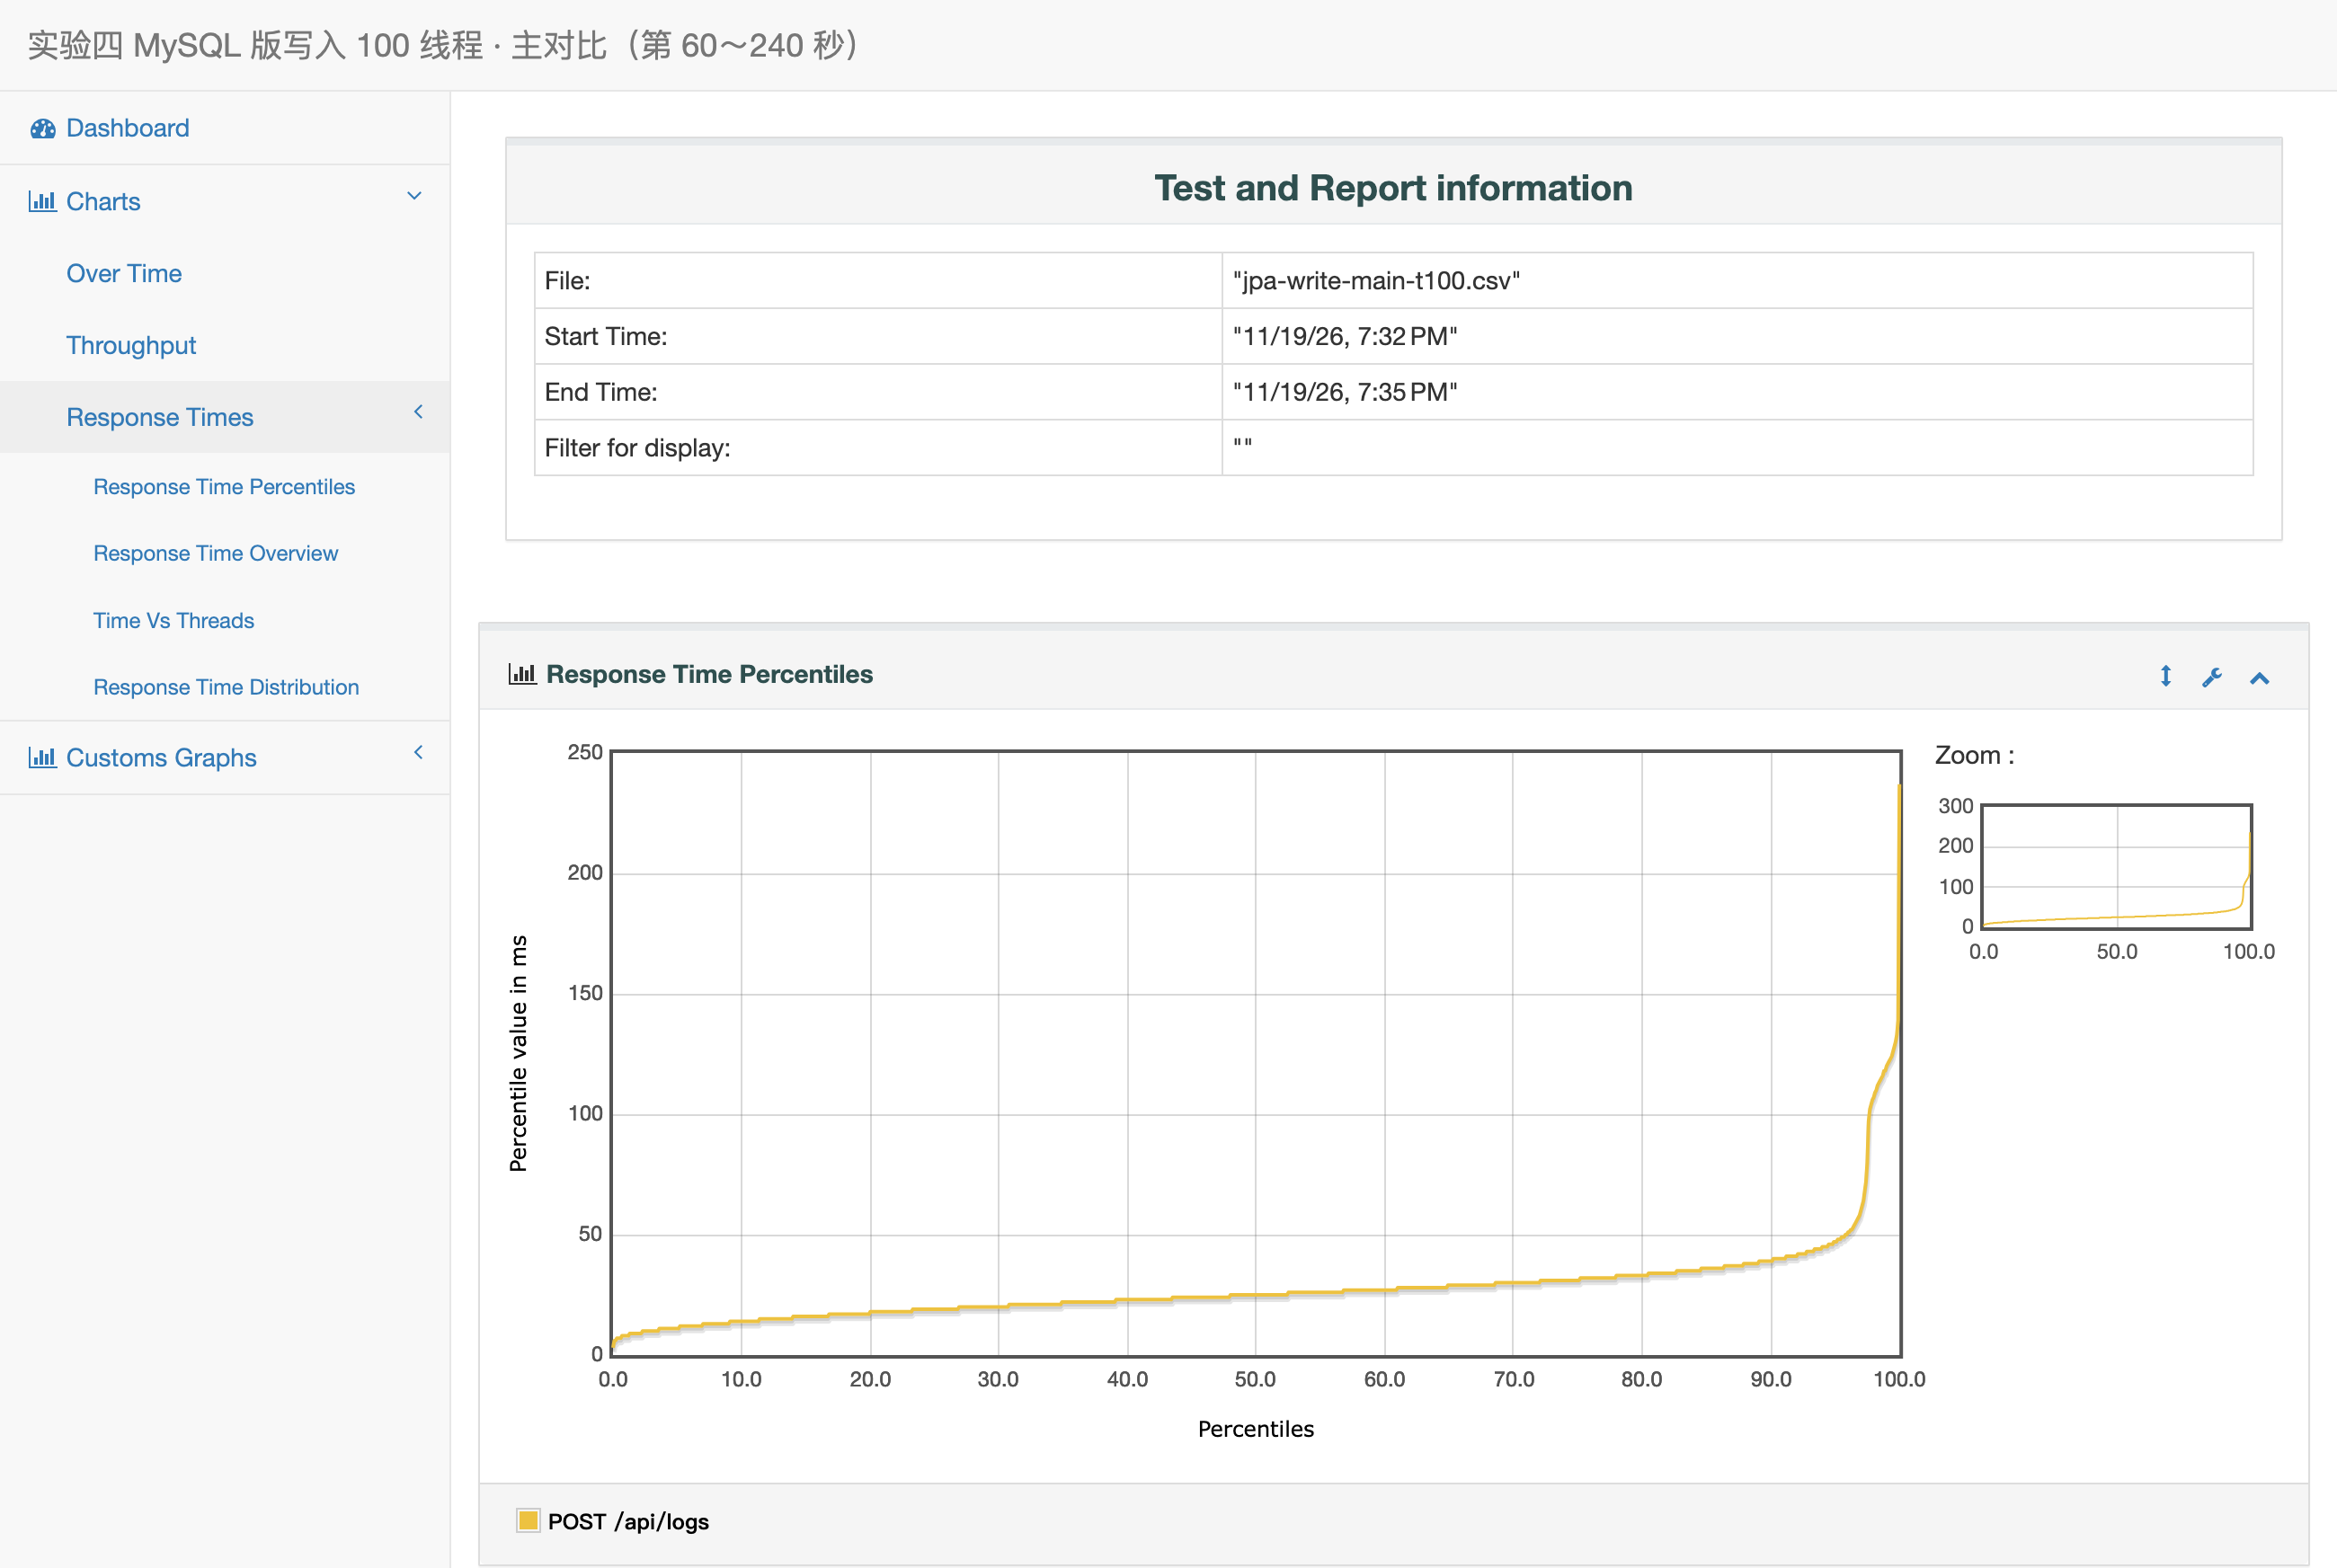 实验四 MySQL 版写入 100 线程 · 主对比（第 60～240 秒）
Dashboard
Charts
Over Time
Throughput
Response Times
Response Time Percentiles
Response Time Overview
Time Vs Threads
Response Time Distribution
Customs Graphs
Test and Report information
File: "jpa-write-main-t100.csv"
Start Time: "11/19/26, 7:32 PM"
End Time: "11/19/26, 7:35 PM"
Filter for display: ""
Response Time Percentiles
250
200
150
100
50
0
Percentile value in ms
0.0 10.0 20.0 30.0 40.0 50.0 60.0 70.0 80.0 90.0 100.0
Percentiles
Zoom :
300
200
100
0
0.0 50.0 100.0
POST /api/logs